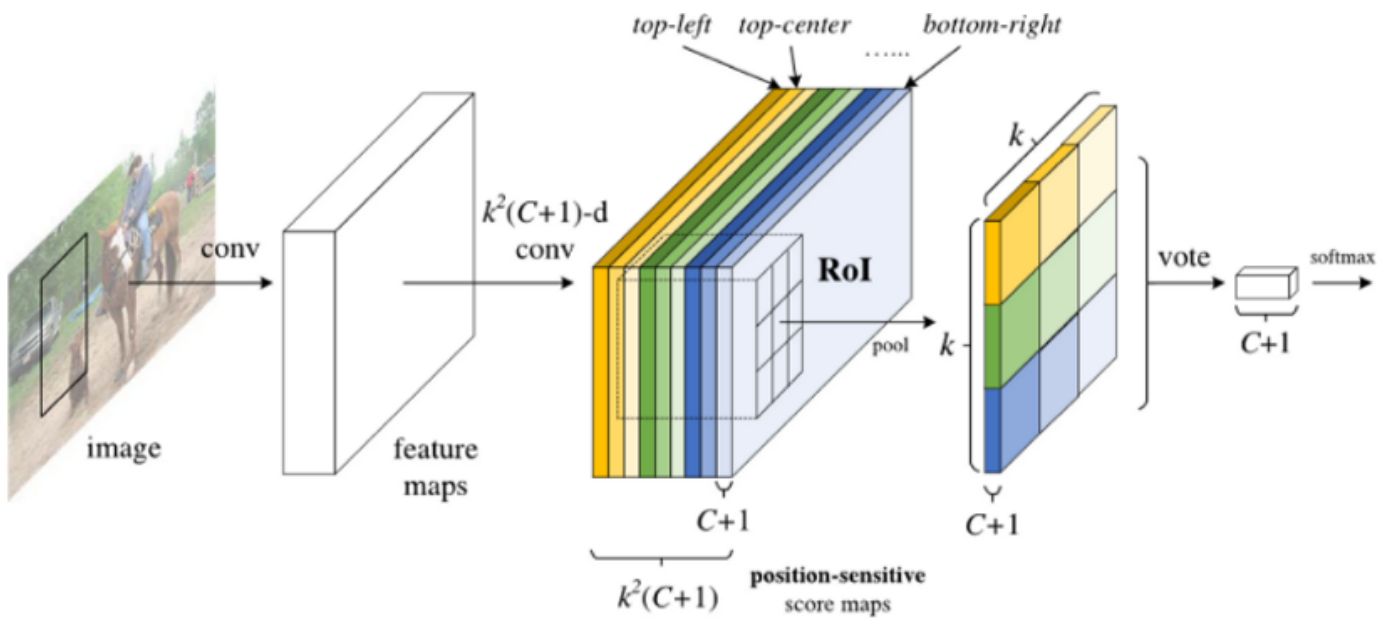 top-left top-center ...... bottom-right
k
k²(C+1)-d
conv
conv
RoI
vote
softmax
pool
k
C+1
image
feature
maps
C+1
C+1
k²(C+1)
position-sensitive
score maps